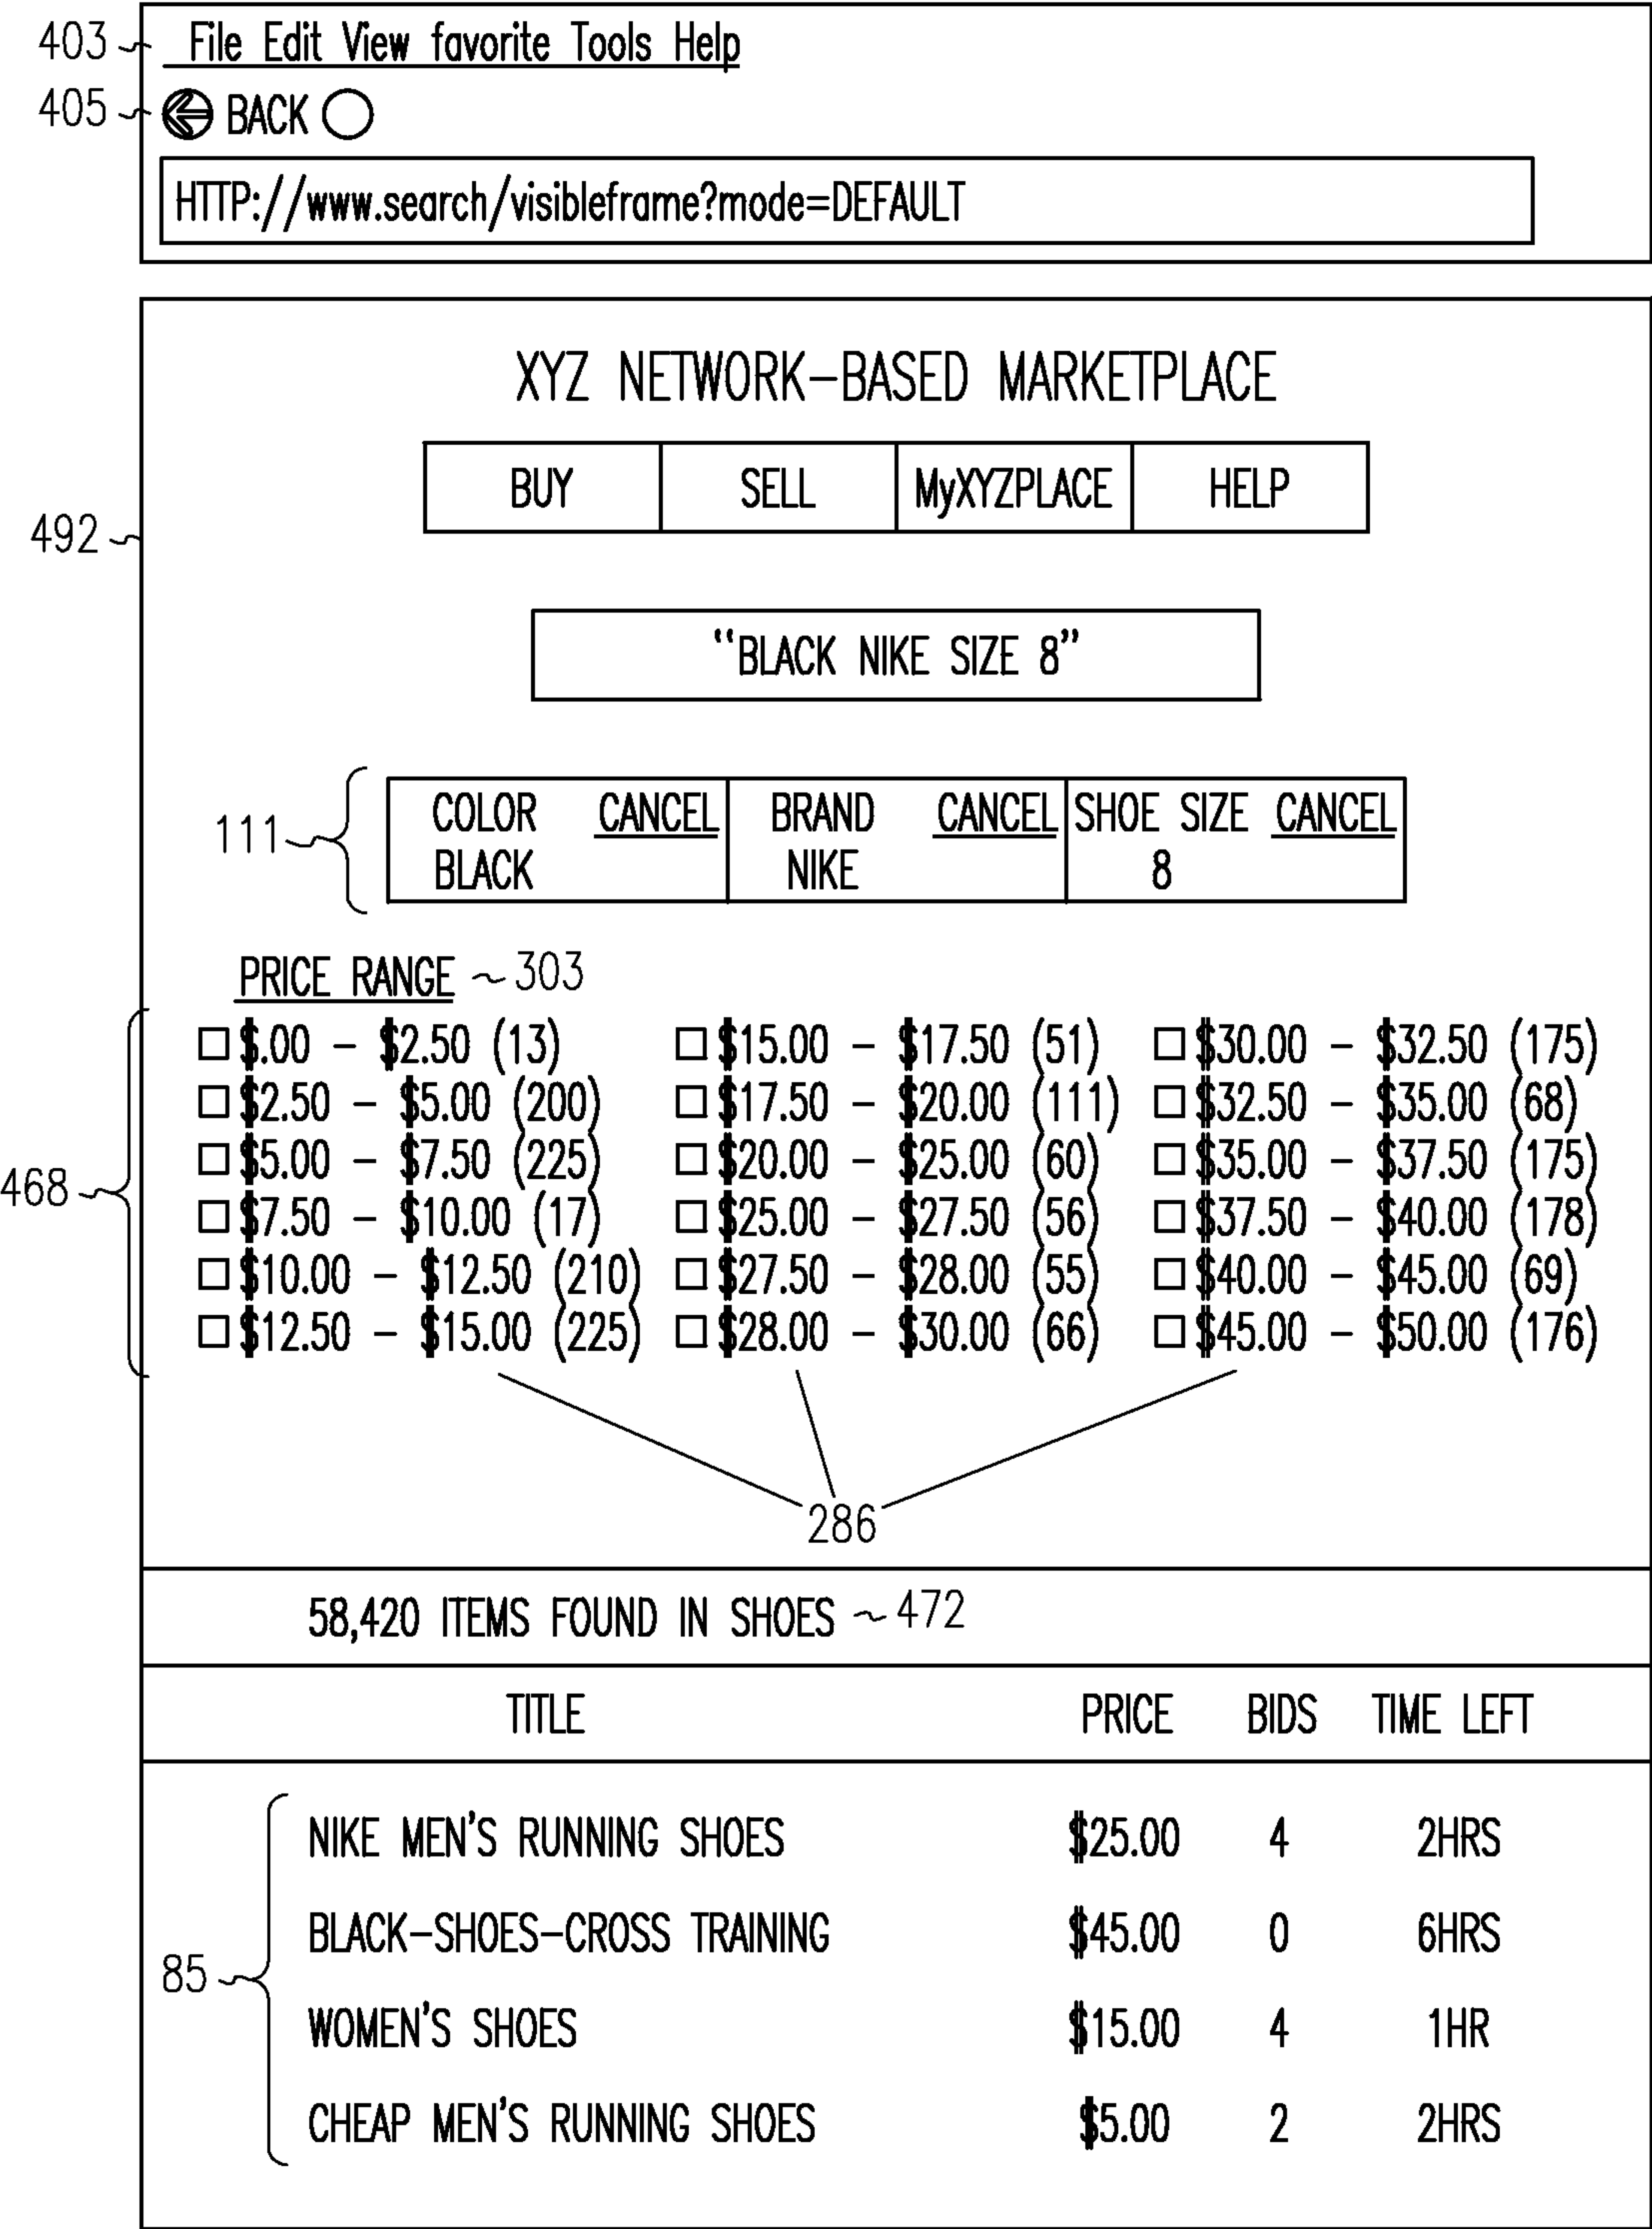 403 File Edit View favorite Tools Help
405 BACK
HTTP://www.search/visibleframe?mode=DEFAULT
XYZ NETWORK-BASED MARKETPLACE
BUY SELL MyXYZPLACE HELP
492
"BLACK NIKE SIZE 8"
COLOR CANCEL BRAND CANCEL SHOE SIZE CANCEL
111
BLACK NIKE 8
PRICE RANGE ~ 303
$.00 - $2.50 (13) $15.00 - $17.50 (51) $30.00 - $32.50 (175)
$2.50 - $5.00 (200) $17.50 - $20.00 (111) $32.50 - $35.00 (68)
$5.00 - $7.50 (225) $20.00 - $25.00 (60) $35.00 - $37.50 (175)
468
$7.50 - $10.00 (17) $25.00 - $27.50 (56) $37.50 - $40.00 (178)
$10.00 - $12.50 (210) $27.50 - $28.00 (55) $40.00 - $45.00 (69)
$12.50 - $15.00 (225) $28.00 - $30.00 (66) $45.00 - $50.00 (176)
286
58,420 ITEMS FOUND IN SHOES ~ 472
TITLE PRICE BIDS TIME LEFT
NIKE MEN'S RUNNING SHOES $25.00 4 2HRS
BLACK-SHOES-CROSS TRAINING $45.00 0 6HRS
85
WOMEN'S SHOES $15.00 4 1HR
CHEAP MEN'S RUNNING SHOES $5.00 2 2HRS